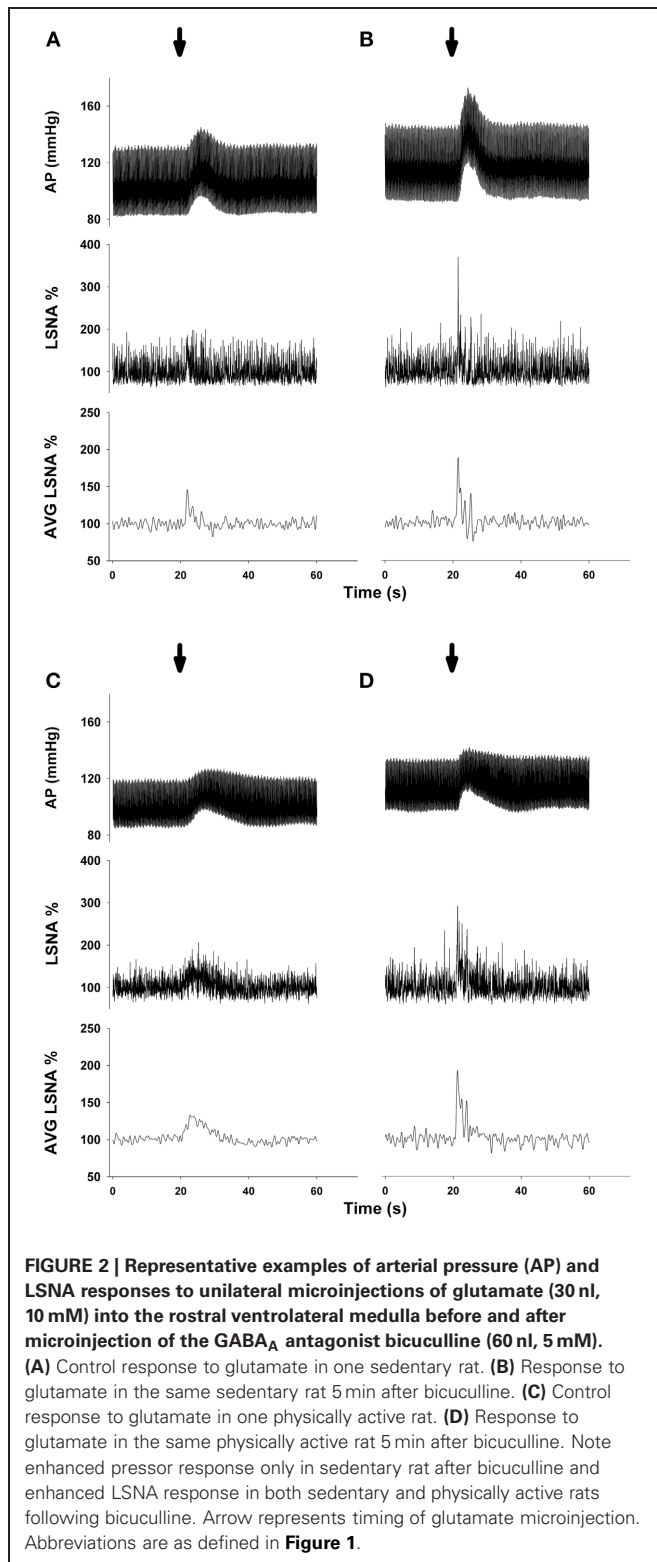 A
B
160
120
80
AP (mmHg)
400
300
200
100
LSNA %
250
200
150
100
50
AVG LSNA %
0 20 40 60 0 20 40 60
Time (s)
C
D
160
120
80
AP (mmHg)
400
300
200
100
LSNA %
250
200
150
100
50
AVG LSNA %
0 20 40 60 0 20 40 60
Time (s)
FIGURE 2 | Representative examples of arterial pressure (AP) and
LSNA responses to unilateral microinjections of glutamate (30 nl,
10 mM) into the rostral ventrolateral medulla before and after
microinjection of the GABAA antagonist bicuculline (60 nl, 5 mM).
(A) Control response to glutamate in one sedentary rat. (B) Response to
glutamate in the same sedentary rat 5 min after bicuculline. (C) Control
response to glutamate in one physically active rat. (D) Response to
glutamate in the same physically active rat 5 min after bicuculline. Note
enhanced pressor response only in sedentary rat after bicuculline and
enhanced LSNA response in both sedentary and physically active rats
following bicuculline. Arrow represents timing of glutamate microinjection.
Abbreviations are as defined in Figure 1.